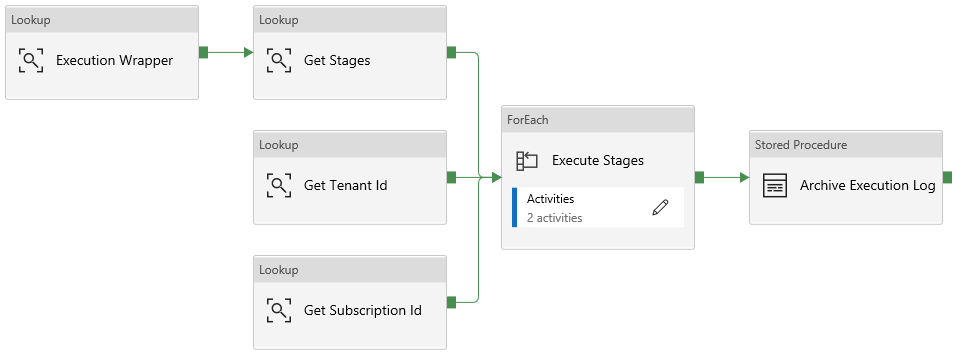 Lookup
Execution Wrapper
Lookup
Get Stages
Lookup
Get Tenant Id
Lookup
Get Subscription Id
ForEach
Execute Stages
Activities
2 activities
Stored Procedure
Archive Execution Log